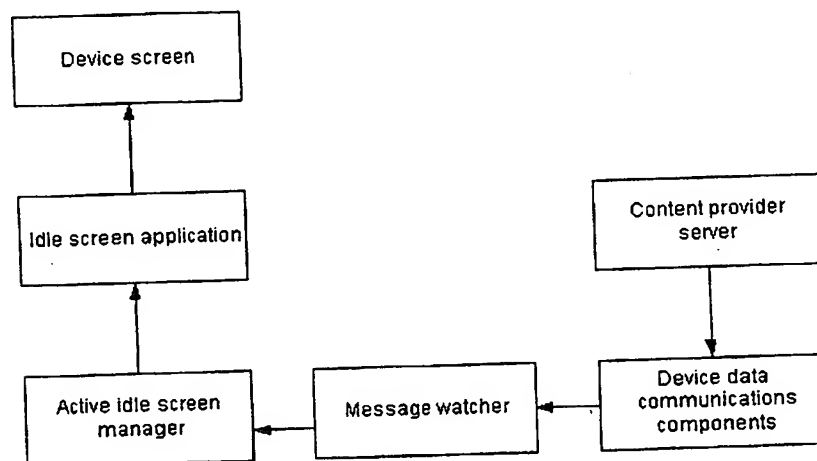 Device screen
Idle screen application
Content provider
server
Active idle screen
manager
Message watcher
Device data
communications
components